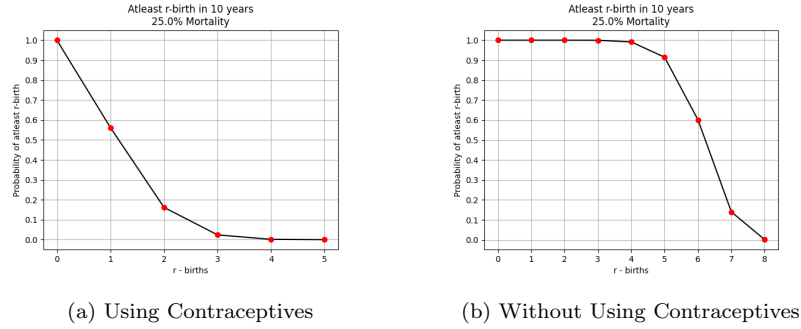 Atleast r-birth in 10 years
25.0% Mortality
Probability of atleast r-birth
1.0
0.9
0.8
0.7
0.6
0.5
0.4
0.3
0.2
0.1
0.0
0 1 2 3 4 5
r - births
(a) Using Contraceptives
Atleast r-birth in 10 years
25.0% Mortality
Probability of atleast r-birth
1.0
0.9
0.8
0.7
0.6
0.5
0.4
0.3
0.2
0.1
0.0
0 1 2 3 4 5 6 7 8
r - births
(b) Without Using Contraceptives